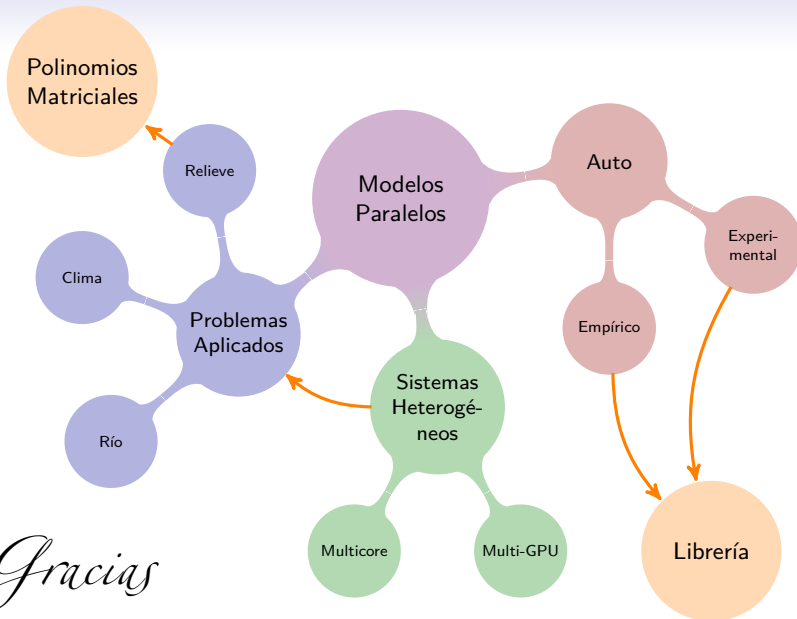 Polinomios
Matriciales
Relieve
Modelos
Paralelos
Auto
Experi-
mental
Clima
Problemas
Aplicados
Empírico
Sistemas
Heterogé-
neos
Río
Multicore
Multi-GPU
Librería
Gracias